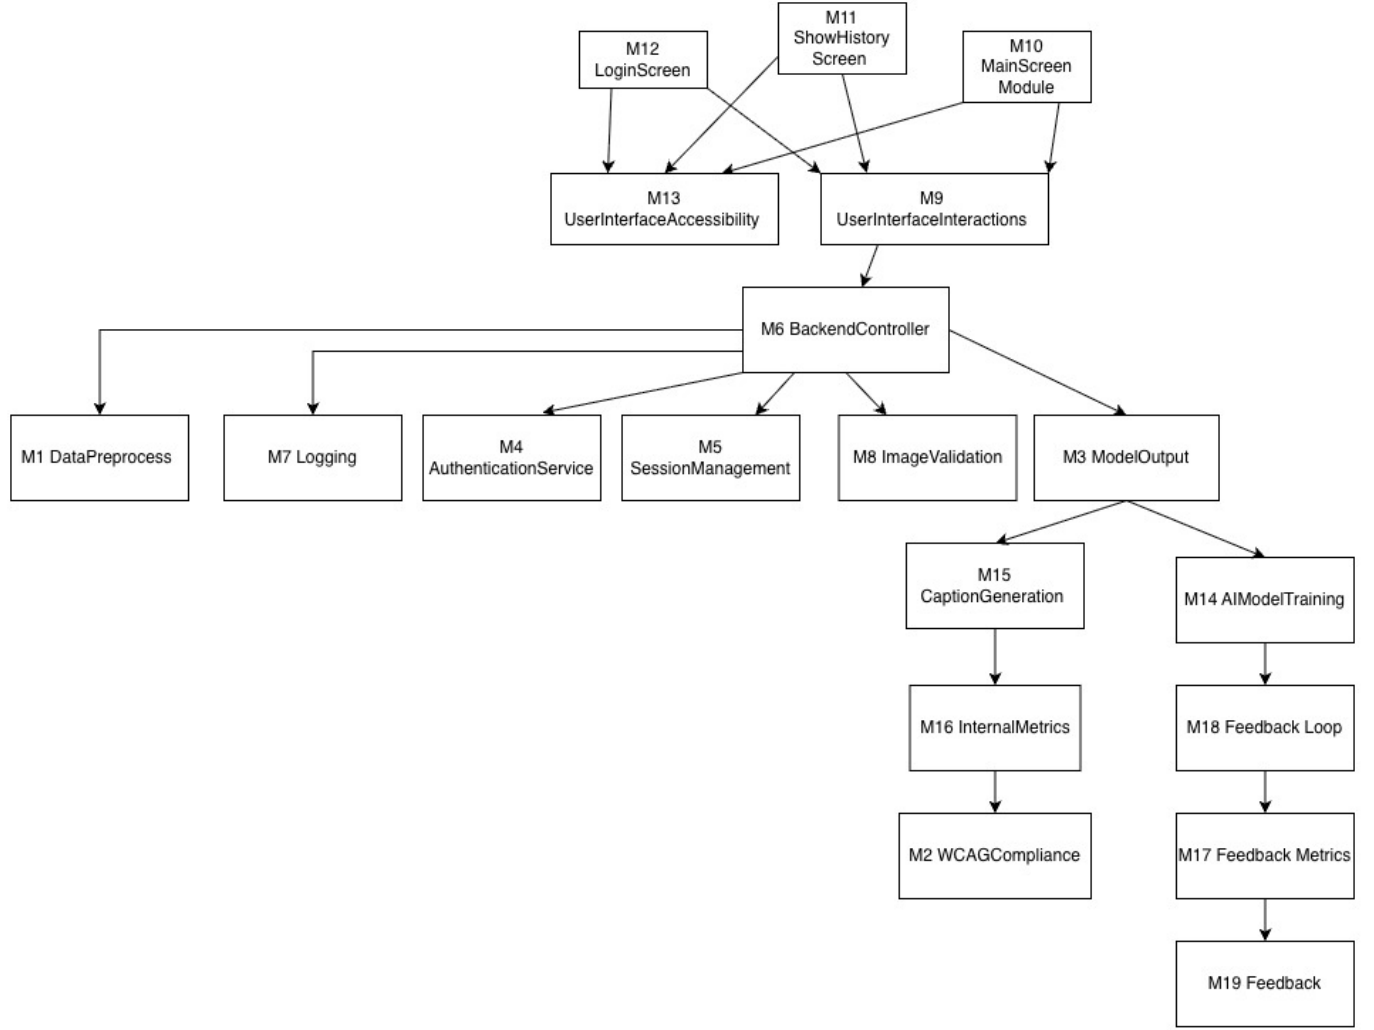 M11
ShowHistory
Screen
M12
LoginScreen
M10
MainScreen
Module
M13
UserInterfaceAccessibility
M9
UserInterfaceInteractions
M6 BackendController
M1 DataPreprocess
M7 Logging
M4
AuthenticationService
M5
SessionManagement
M8 ImageValidation
M3 ModelOutput
M15
CaptionGeneration
M14 AIModelTraining
M16 InternalMetrics
M18 Feedback Loop
M2 WCAGCompliance
M17 Feedback Metrics
M19 Feedback